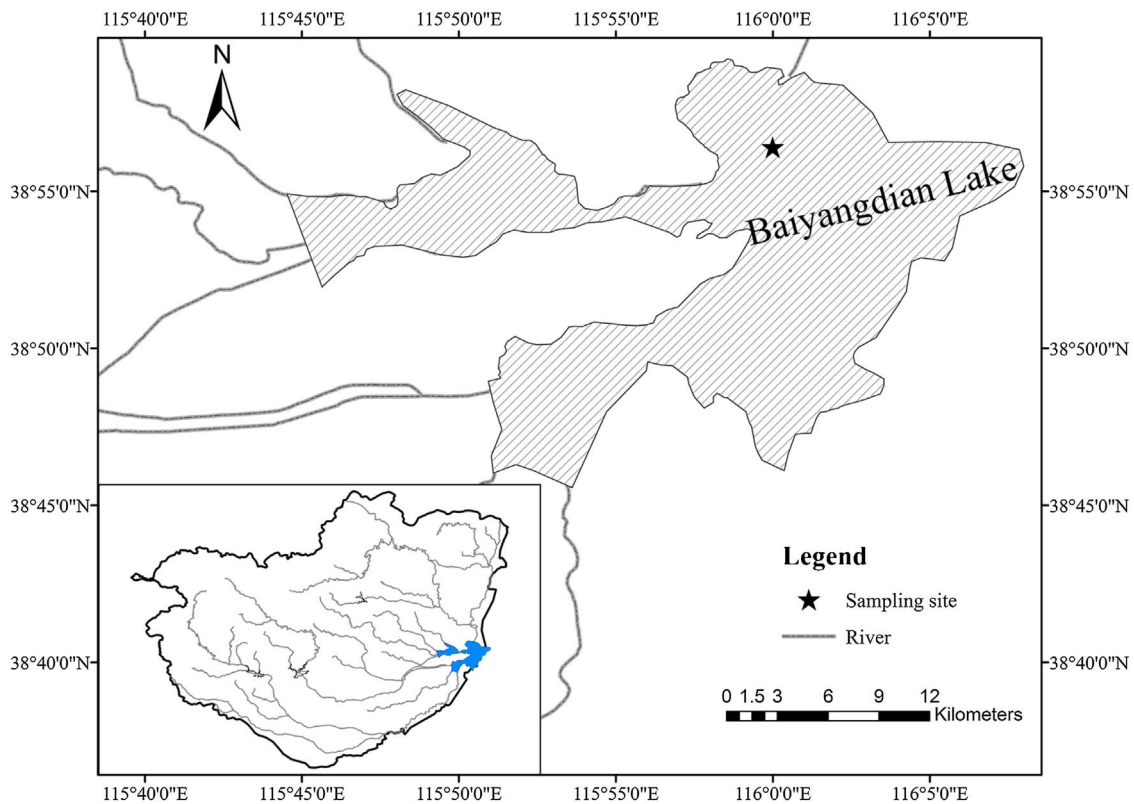 115°40'0"E 115°45'0"E 115°50'0"E 115°55'0"E 116°0'0"E 116°5'0"E
N
38°55'0"N 38°55'0"N
Baiyangdian Lake
38°50'0"N 38°50'0"N
38°45'0"N 38°45'0"N
Legend
Sampling site
River
38°40'0"N 38°40'0"N
0 1.5 3 6 9 12
Kilometers
115°40'0"E 115°45'0"E 115°50'0"E 115°55'0"E 116°0'0"E 116°5'0"E